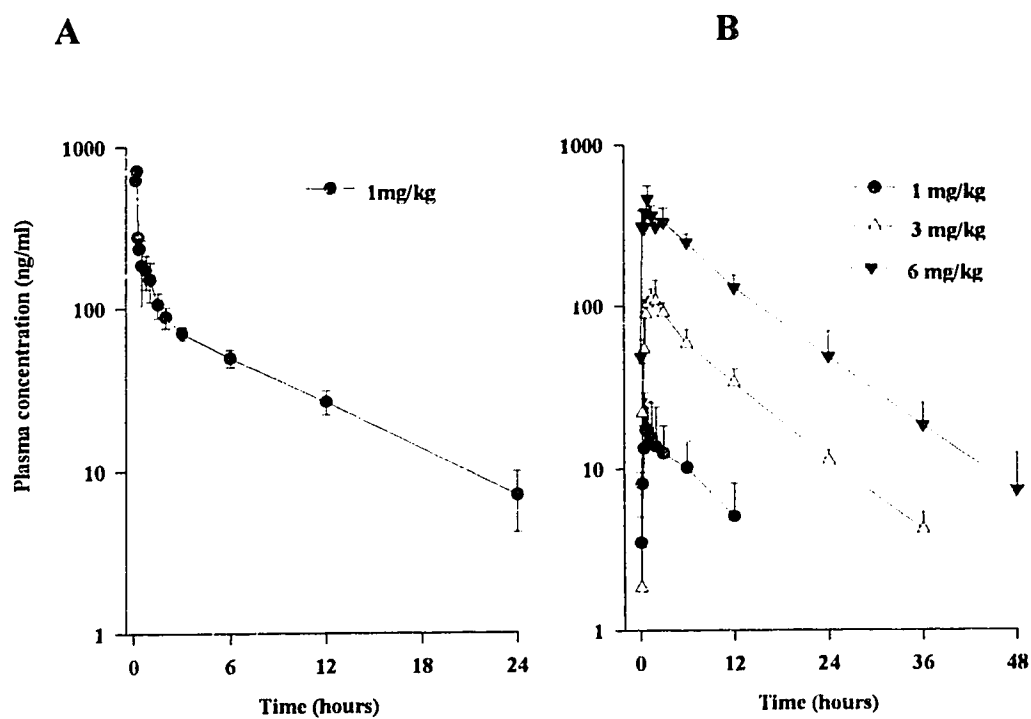 A
B
1000
100
10
1
Plasma concentration (ng/ml)
1mg/kg
0
6
12
18
24
Time (hours)
1000
100
10
1
1 mg/kg
3 mg/kg
6 mg/kg
0
12
24
36
48
Time (hours)